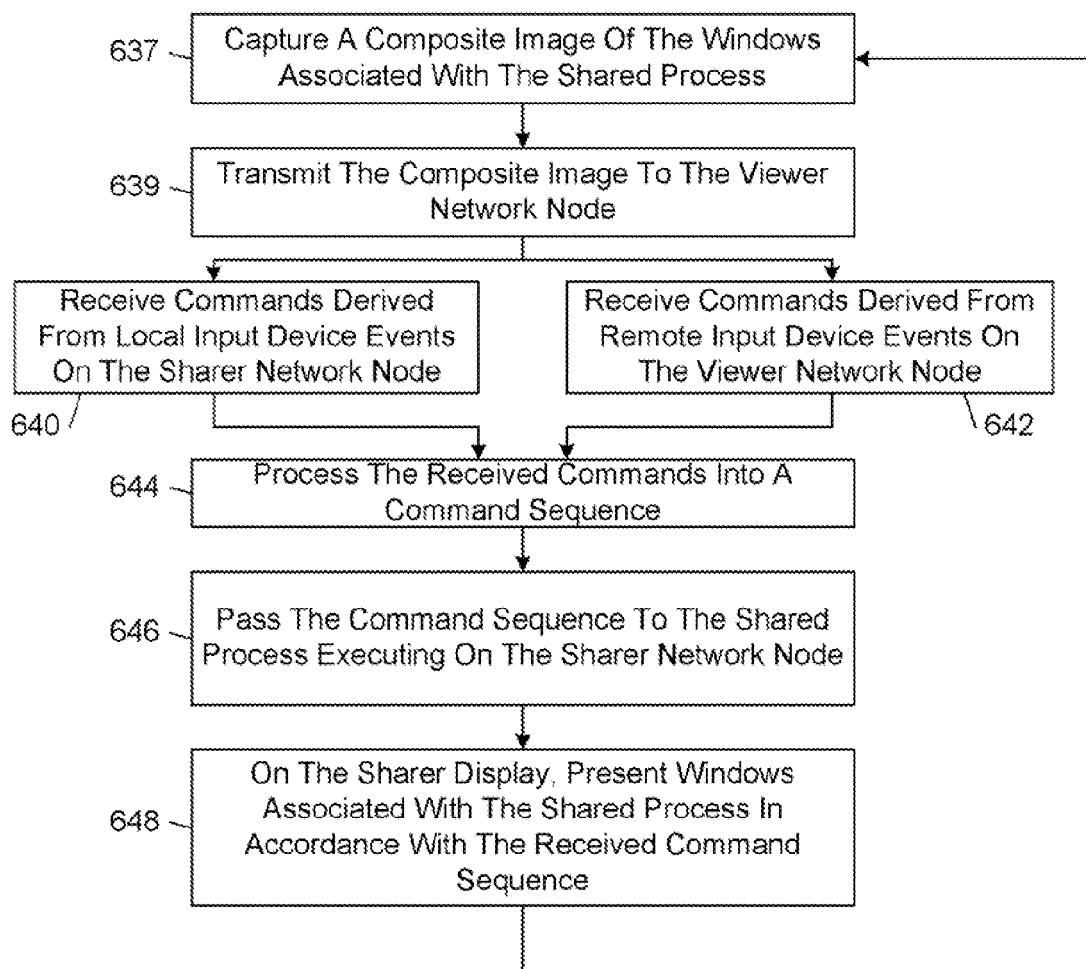 637
Capture A Composite Image Of The Windows
Associated With The Shared Process
639
Transmit The Composite Image To The Viewer
Network Node
Receive Commands Derived
From Local Input Device Events
On The Sharer Network Node
640
Receive Commands Derived From
Remote Input Device Events On
The Viewer Network Node
642
644
Process The Received Commands Into A
Command Sequence
646
Pass The Command Sequence To The Shared
Process Executing On The Sharer Network Node
648
On The Sharer Display, Present Windows
Associated With The Shared Process In
Accordance With The Received Command
Sequence